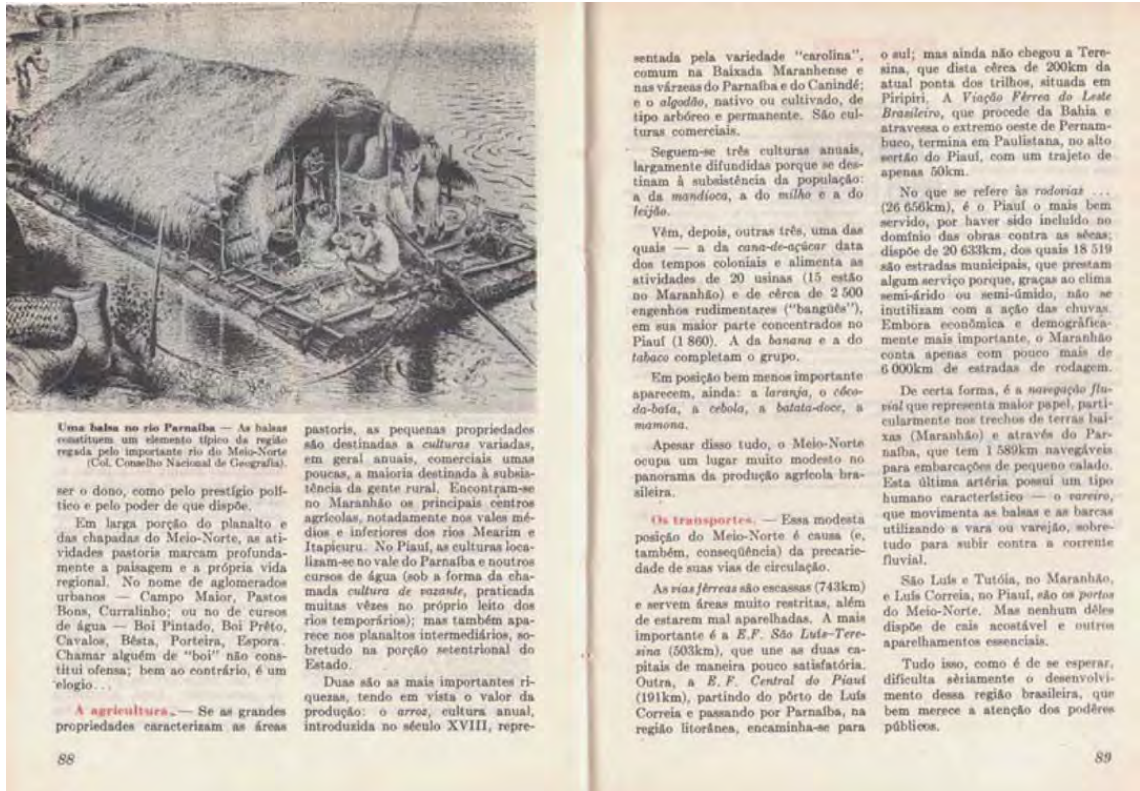 Uma balsa no rio Parnaíba — As balsas
constituem um elemento típico da região
regada pelo importante rio do Meio-Norte
(Col. Conselho Nacional de Geografia).
ser o dono, como pelo prestígio polí-
tico e pelo poder de que dispõe.
Em larga porção do planalto e
das chapadas do Meio-Norte, as ati-
vidades pastoris marcam profunda-
mente a paisagem e a própria vida
regional. No nome de aglomerados
urbanos — Campo Maior, Pastos
Bons, Curralinho; ou no de cursos
de água — Boi Pintado, Boi Prêto,
Cavalos, Bêsta, Porteira, Espora.
Chamar alguém de "boi" não cons-
titui ofensa; bem ao contrário, é um
elogio...
A agricultura. — Se as grandes
propriedades caracterizam as áreas
pastoris, as pequenas propriedades
são destinadas a culturas variadas,
em geral anuais, comerciais umas
poucas, a maioria destinada à subsis-
tência da gente rural. Encontram-se
no Maranhão os principais centros
agrícolas, notadamente nos vales mé-
dios e inferiores dos rios Mearim e
Itapicuru. No Piauí, as culturas loca-
lizam-se no vale do Parnaíba e noutros
cursos de água (sob a forma da cha-
mada cultura de vazante, praticada
muitas vêzes no próprio leito dos
rios temporários); mas também apa-
rece nos planaltos intermediários, so-
bretudo na porção setentrional do
Estado.
Duas são as mais importantes ri-
quezas, tendo em vista o valor da
produção: o arroz, cultura anual,
introduzida no século XVIII, repre-
88
sentada pela variedade "carolina",
comum na Baixada Maranhense e
nas várzeas do Parnaíba e do Canindé;
e o algodão, nativo ou cultivado, de
tipo arbóreo e permanente. São cul-
turas comerciais.
Seguem-se três culturas anuais,
largamente difundidas porque se des-
tinam à subsistência da população:
a da mandioca, a do milho e a do
feijão.
Vêm, depois, outras três, uma das
quais — a da cana-de-açúcar data
dos tempos coloniais e alimenta as
atividades de 20 usinas (15 estão
no Maranhão) e de cêrca de 2 500
engenhos rudimentares ("bangüês"),
em sua maior parte concentrados no
Piauí (1 860). A da banana e a do
tabaco completam o grupo.
Em posição bem menos importante
aparecem, ainda: a laranja, o côco-
da-baía, a cebola, a batata-doce, a
mamona.
Apesar disso tudo, o Meio-Norte
ocupa um lugar muito modesto no
panorama da produção agrícola bra-
sileira.
Os transportes. — Essa modesta
posição do Meio-Norte é causa (e,
também, conseqüência) da precarie-
dade de suas vias de circulação.
As vias férreas são escassas (743km)
e servem áreas muito restritas, além
de estarem mal aparelhadas. A mais
importante é a E.F. São Luís-Tere-
sina (503km), que une as duas ca-
pitais de maneira pouco satisfatória.
Outra, a E. F. Central do Piauí
(191km), partindo do pôrto de Luís
Correia e passando por Parnaíba, na
região litorânea, encaminha-se para
o sul; mas ainda não chegou a Tere-
sina, que dista cêrca de 200km da
atual ponta dos trilhos, situada em
Piripiri. A Viação Férrea do Leste
Brasileiro, que procede da Bahia e
atravessa o extremo oeste de Pernam-
buco, termina em Paulistana, no alto
sertão do Piauí, com um trajeto de
apenas 50km.
No que se refere às rodovias ...
(26 656km), é o Piauí o mais bem
servido, por haver sido incluído no
domínio das obras contra as sêcas;
dispõe de 20 633km, dos quais 18 519
são estradas municipais, que prestam
algum serviço porque, graças ao clima
semi-árido ou semi-úmido, não se
inutilizam com a ação das chuvas.
Embora econômica e demogràfica-
mente mais importante, o Maranhão
conta apenas com pouco mais de
6 000km de estradas de rodagem.
De certa forma, é a navegação flu-
vial que representa maior papel, parti-
cularmente nos trechos de terras bai-
xas (Maranhão) e através do Par-
naíba, que tem 1 589km navegáveis
para embarcações de pequeno calado.
Esta última artéria possui um tipo
humano característico — o vareiro,
que movimenta as balsas e as barcas
utilizando a vara ou varejão, sobre-
tudo para subir contra a corrente
fluvial.
São Luís e Tutóia, no Maranhão,
e Luís Correia, no Piauí, são os portos
do Meio-Norte. Mas nenhum dêles
dispõe de cais acostável e outros
aparelhamentos essenciais.
Tudo isso, como é de se esperar,
dificulta sèriamente o desenvolvi-
mento dessa região brasileira, que
bem merece a atenção dos podêres
públicos.
89